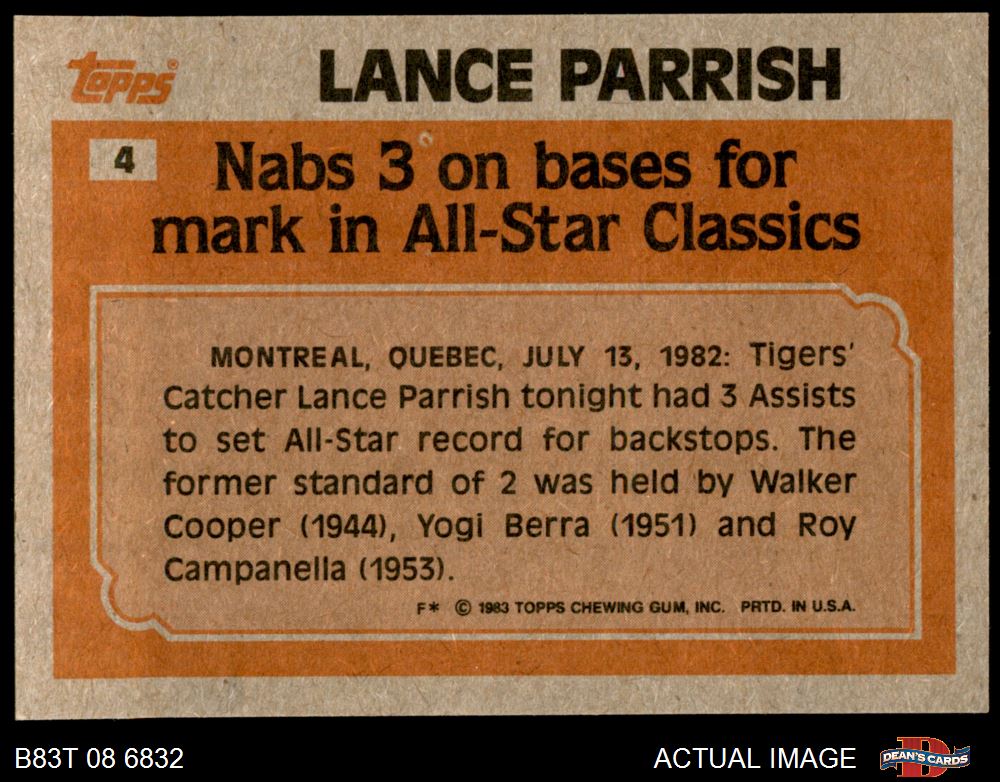 Topps®
LANCE PARRISH
4
Nabs 3 on bases for
mark in All-Star Classics
MONTREAL, QUEBEC, JULY 13, 1982: Tigers'
Catcher Lance Parrish tonight had 3 Assists
to set All-Star record for backstops. The
former standard of 2 was held by Walker
Cooper (1944), Yogi Berra (1951) and Roy
Campanella (1953).
F* © 1983 TOPPS CHEWING GUM, INC. PRTD. IN U.S.A.
B83T 08 6832
ACTUAL IMAGE
D
DEAN'S CARDS